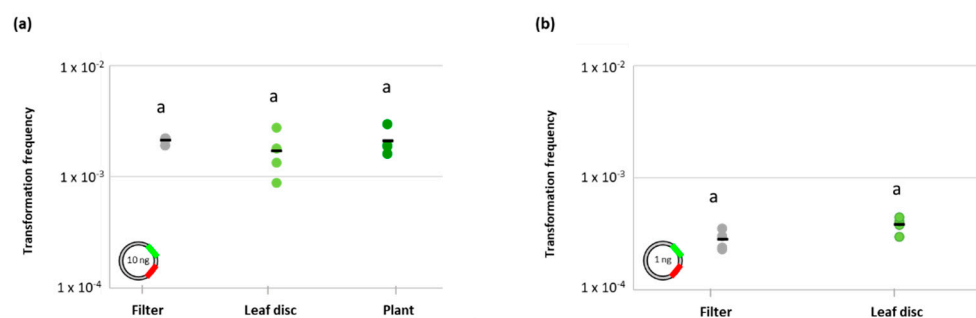 (a)
Transformation frequency
1 x 10⁻²
1 x 10⁻³
1 x 10⁻⁴
a
a
a
10 ng
Filter
Leaf disc
Plant
(b)
Transformation frequency
1 x 10⁻²
1 x 10⁻³
1 x 10⁻⁴
a
a
1 ng
Filter
Leaf disc